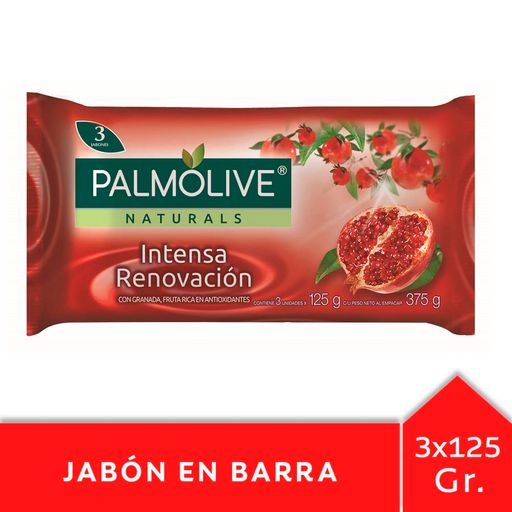 3
JABONES
PALMOLIVE®
NATURALS
Intensa
Renovación
CON GRANADA, FRUTA RICA EN ANTIOXIDANTES
CONTIENE 3 UNIDADES X 125 g C/U PESO NETO AL EMPACAR 375 g
JABÓN EN BARRA
3x125
Gr.